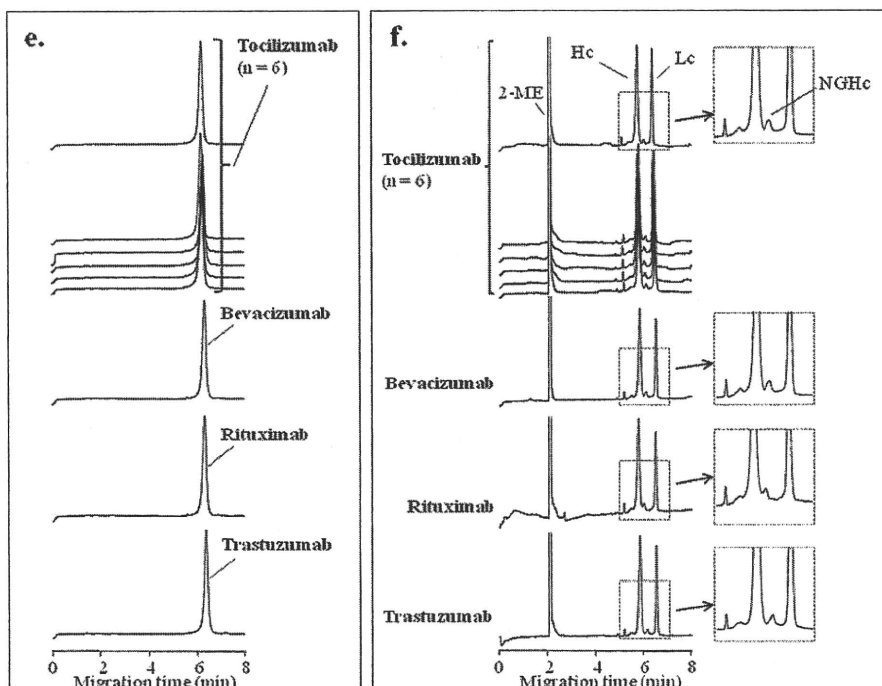 e.
Tocilizumab
(n = 6)
Bevacizumab
Rituximab
Trastuzumab
0 2 4 6 8
Migration time (min)
f.
Hc
Lc
2-ME
NGHc
Tocilizumab
(n = 6)
Bevacizumab
Rituximab
Trastuzumab
0 2 4 6 8
Migration time (min)